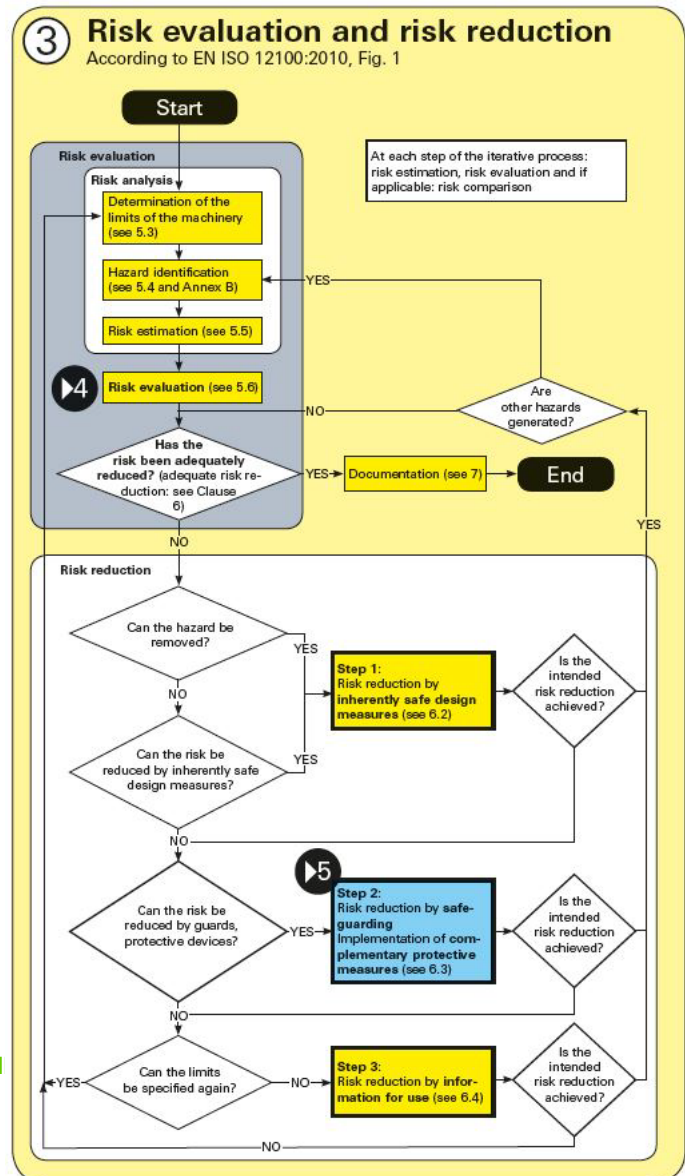 3
Risk evaluation and risk reduction
According to EN ISO 12100:2010, Fig. 1
Start
Risk evaluation
At each step of the iterative process:
risk estimation, risk evaluation and if
applicable: risk comparison
Risk analysis
Determination of the
limits of the machinery
(see 5.3)
Hazard identification
(see 5.4 and Annex B)
YES
Risk estimation (see 5.5)
4
Risk evaluation (see 5.6)
NO
Are
other hazards
generated?
Has the
risk been adequately
reduced? (adequate risk re-
duction: see Clause
6)
YES
Documentation (see 7)
End
YES
NO
Risk reduction
Can the hazard be
removed?
YES
Step 1:
Risk reduction by
inherently safe design
measures (see 6.2)
Is the
intended
risk reduction
achieved?
NO
Can the risk be
reduced by inherently safe
design measures?
YES
NO
5
Can the risk be
reduced by guards,
protective devices?
YES
Step 2:
Risk reduction by safe-
guarding
Implementation of com-
plementary protective
measures (see 6.3)
Is the
intended
risk reduction
achieved?
NO
Can the limits
be specified again?
YES
NO
Step 3:
Risk reduction by infor-
mation for use (see 6.4)
Is the
intended
risk reduction
achieved?
NO